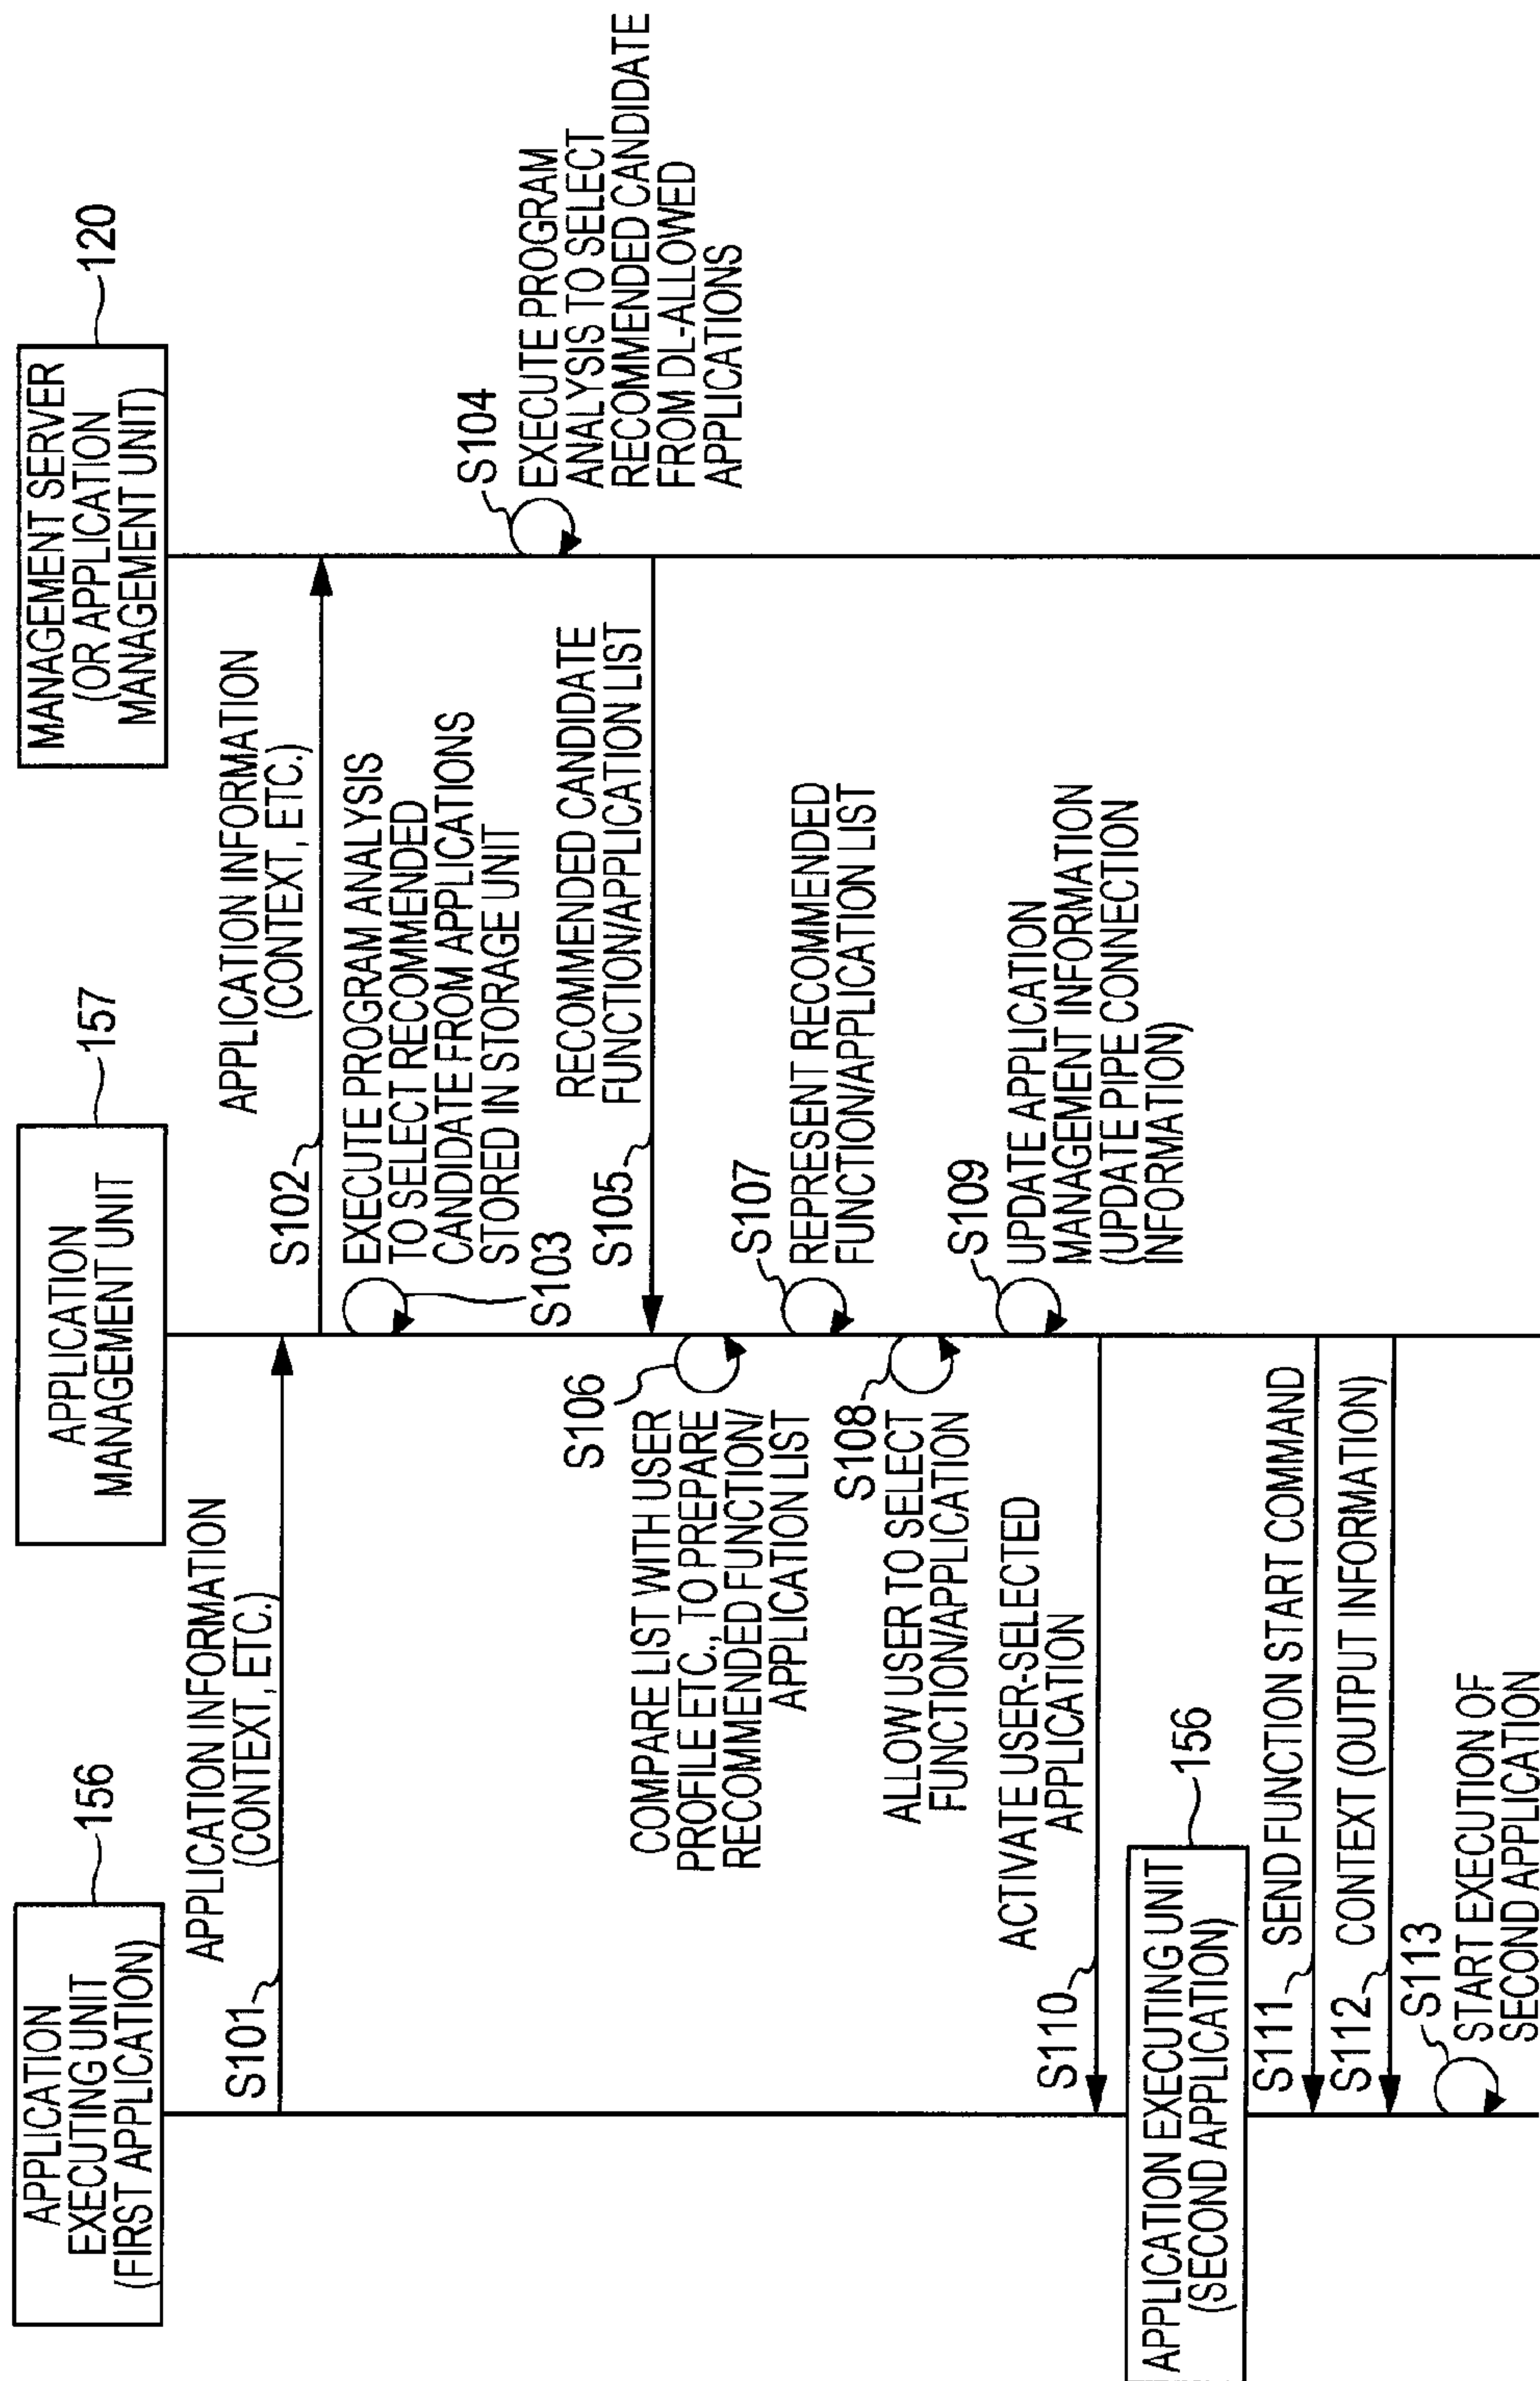 APPLICATION
EXECUTING UNIT
(FIRST APPLICATION)
156
APPLICATION
MANAGEMENT UNIT
157
MANAGEMENT SERVER
(OR APPLICATION
MANAGEMENT UNIT)
120
S101
APPLICATION INFORMATION
(CONTEXT, ETC.)
S102
APPLICATION INFORMATION
(CONTEXT, ETC.)
EXECUTE PROGRAM ANALYSIS
TO SELECT RECOMMENDED
CANDIDATE FROM APPLICATIONS
STORED IN STORAGE UNIT
S103
S104
EXECUTE PROGRAM
ANALYSIS TO SELECT
RECOMMENDED CANDIDATE
FROM DL-ALLOWED
APPLICATIONS
S105
RECOMMENDED CANDIDATE
FUNCTION/APPLICATION LIST
S106
COMPARE LIST WITH USER
PROFILE ETC., TO PREPARE
RECOMMENDED FUNCTION/
APPLICATION LIST
S107
REPRESENT RECOMMENDED
FUNCTION/APPLICATION LIST
S108
ALLOW USER TO SELECT
FUNCTION/APPLICATION
S109
UPDATE APPLICATION
MANAGEMENT INFORMATION
(UPDATE PIPE CONNECTION
INFORMATION)
S110
ACTIVATE USER-SELECTED
APPLICATION
APPLICATION EXECUTING UNIT
(SECOND APPLICATION)
156
S111
SEND FUNCTION START COMMAND
S112
CONTEXT (OUTPUT INFORMATION)
S113
START EXECUTION OF
SECOND APPLICATION